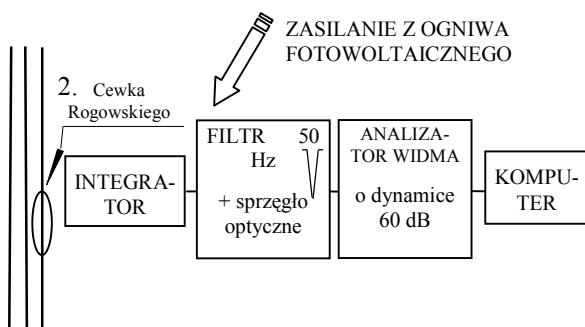 ZASILANIE Z OGNIWA
FOTOWOLTAICZNEGO
2. Cewka
Rogowskiego
INTEGRA-
TOR
FILTR 50
Hz
+ sprzęgło
optyczne
ANALIZA-
TOR WIDMA
o dynamice
60 dB
KOMPU-
TER